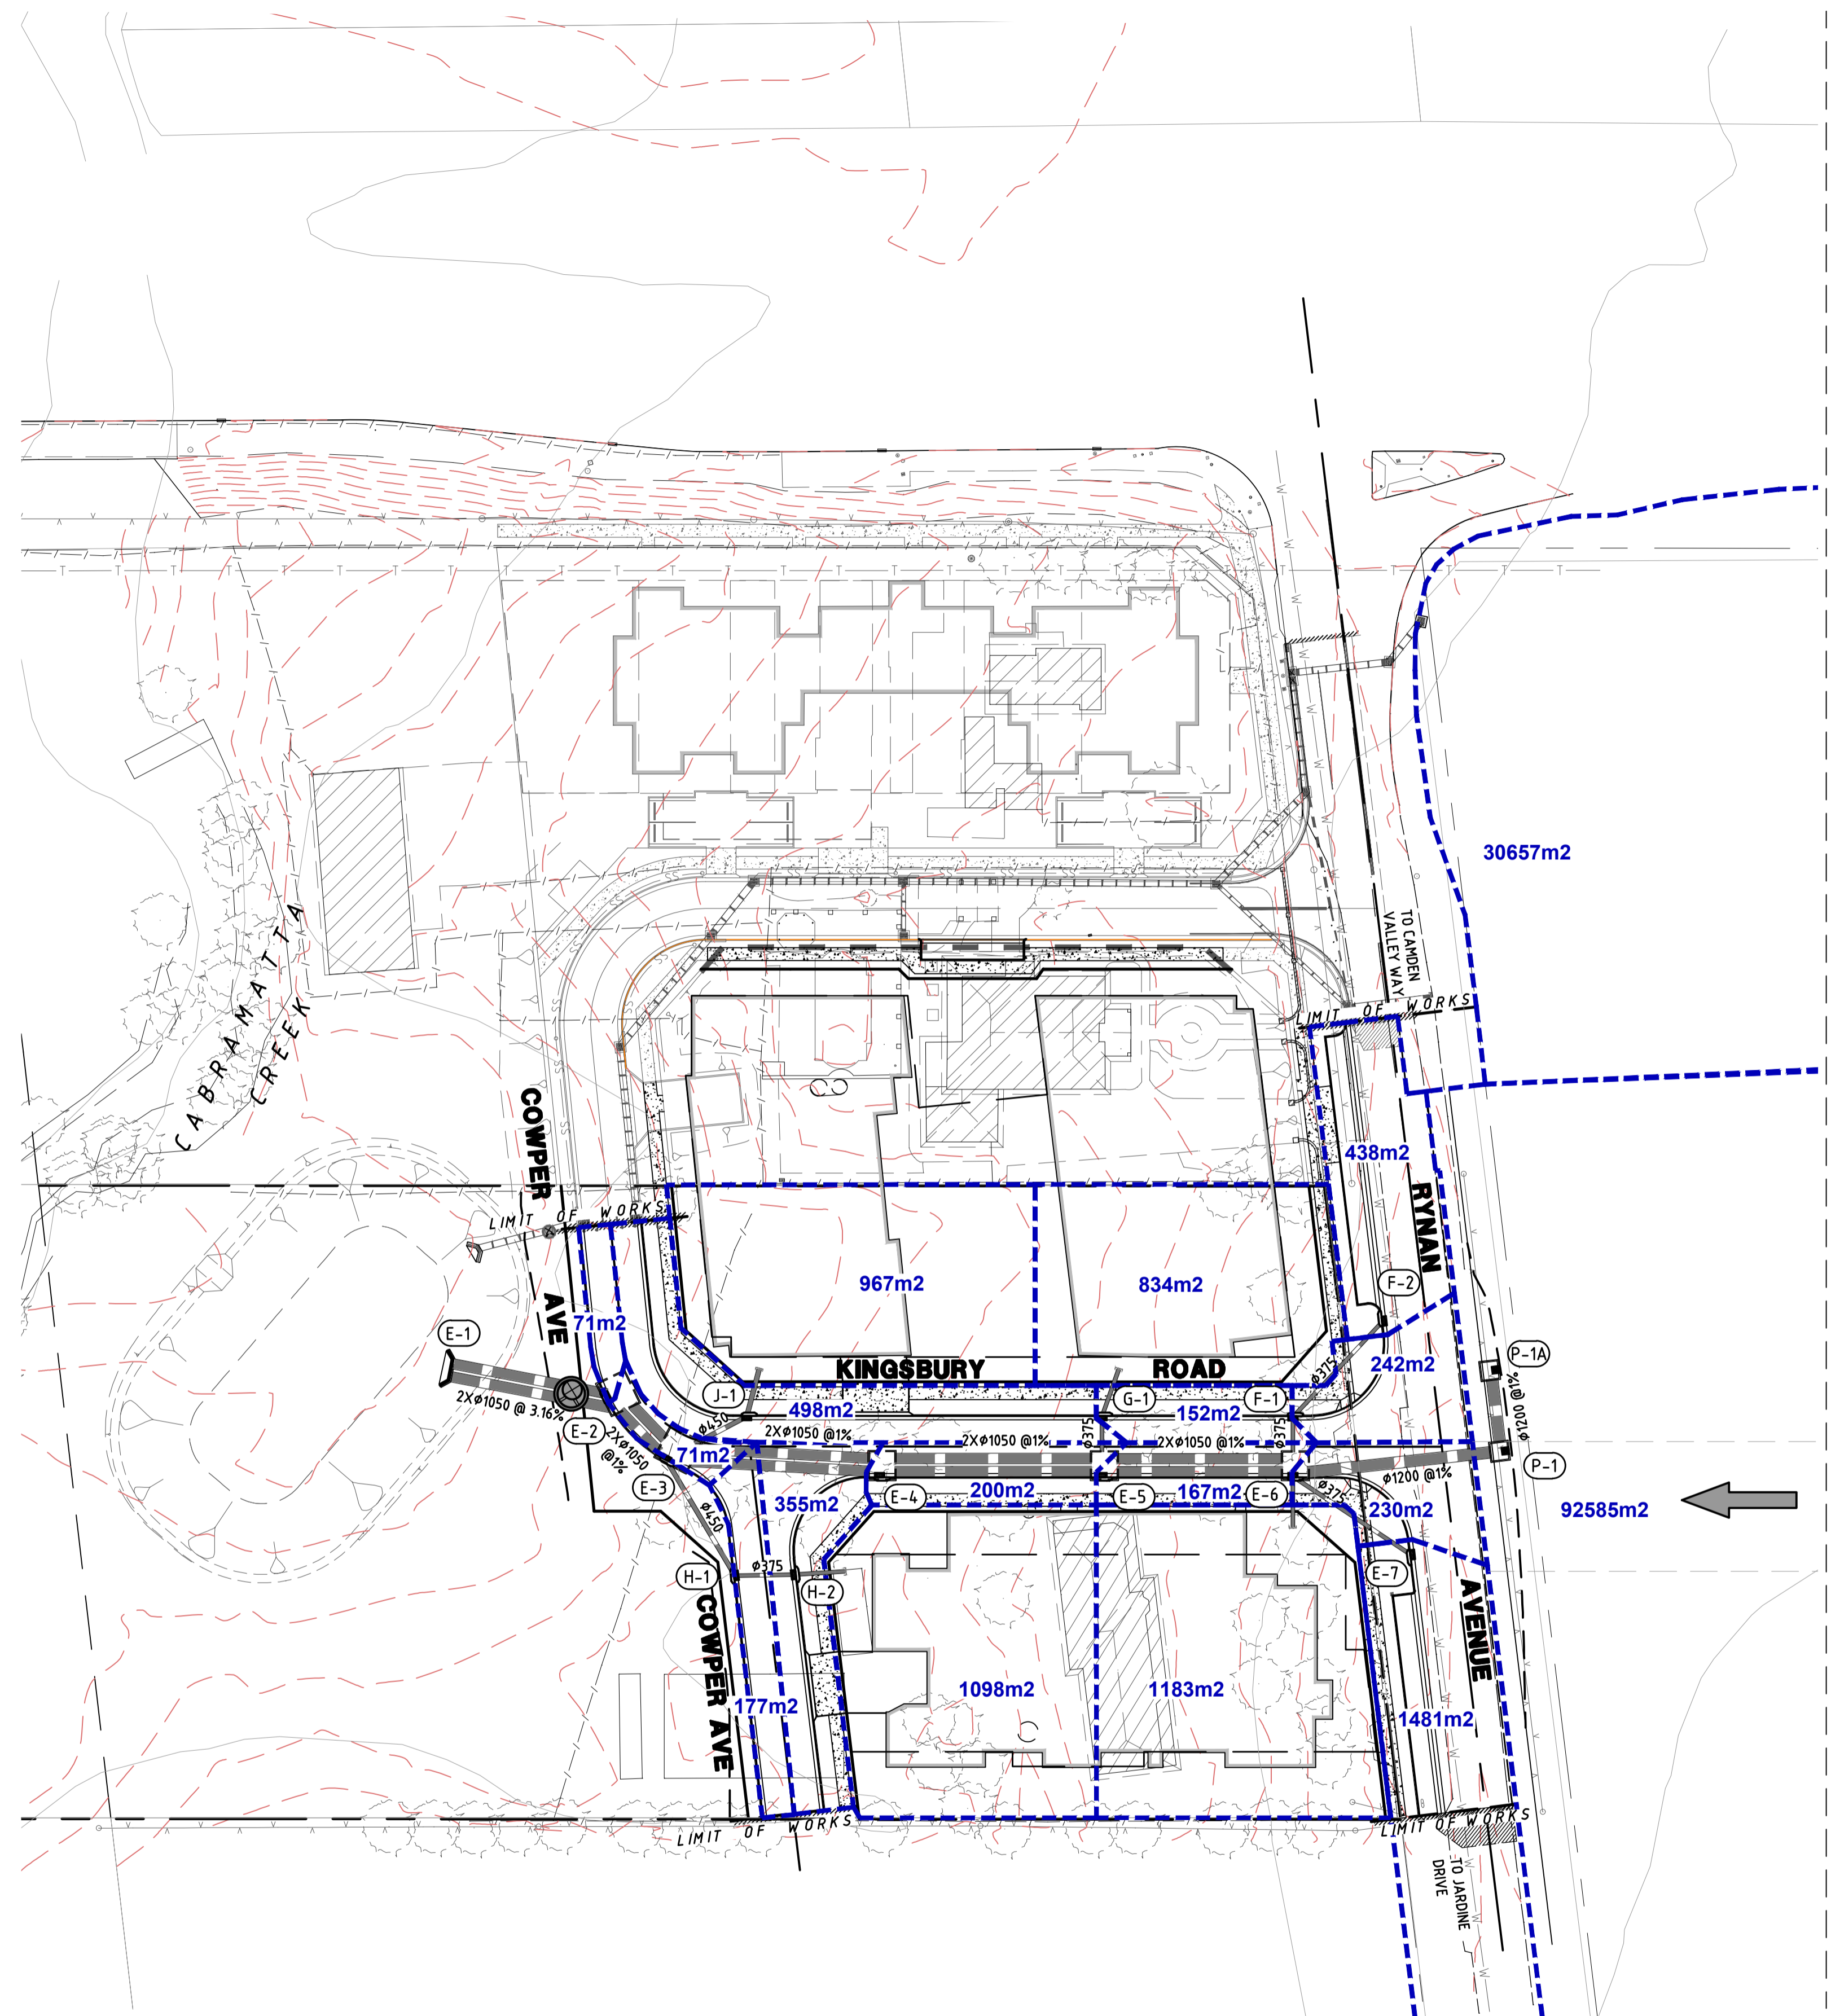 30657m2
TO CAMDEN
VALLEY WAY
CABRAMATTA
CREEK
LIMIT OF WORKS
COWPER
AVE
438m2
RYNAN
LIMIT OF WORKS
967m2
834m2
F-2
71m2
E-1
P-1A
KINGSBURY ROAD
242m2
Ø375
J-1
G-1
F-1
2XØ1050 @ 3.16%
498m2
152m2
Ø1200 @1%
Ø450
E-2
2XØ1050 @1%
2XØ1050 @1%
2XØ1050 @1%
Ø375
Ø375
2XØ1050
@1%
71m2
P-1
Ø1200 @1%
E-3
355m2
E-4
200m2
E-5
167m2
E-6
Ø375
230m2
92585m2
Ø450
H-1
Ø375
H-2
E-7
COWPER AVE
AVENUE
177m2
1098m2
1183m2
1481m2
LIMIT OF WORKS
LIMIT OF WORKS
TO JARDINE
DRIVE